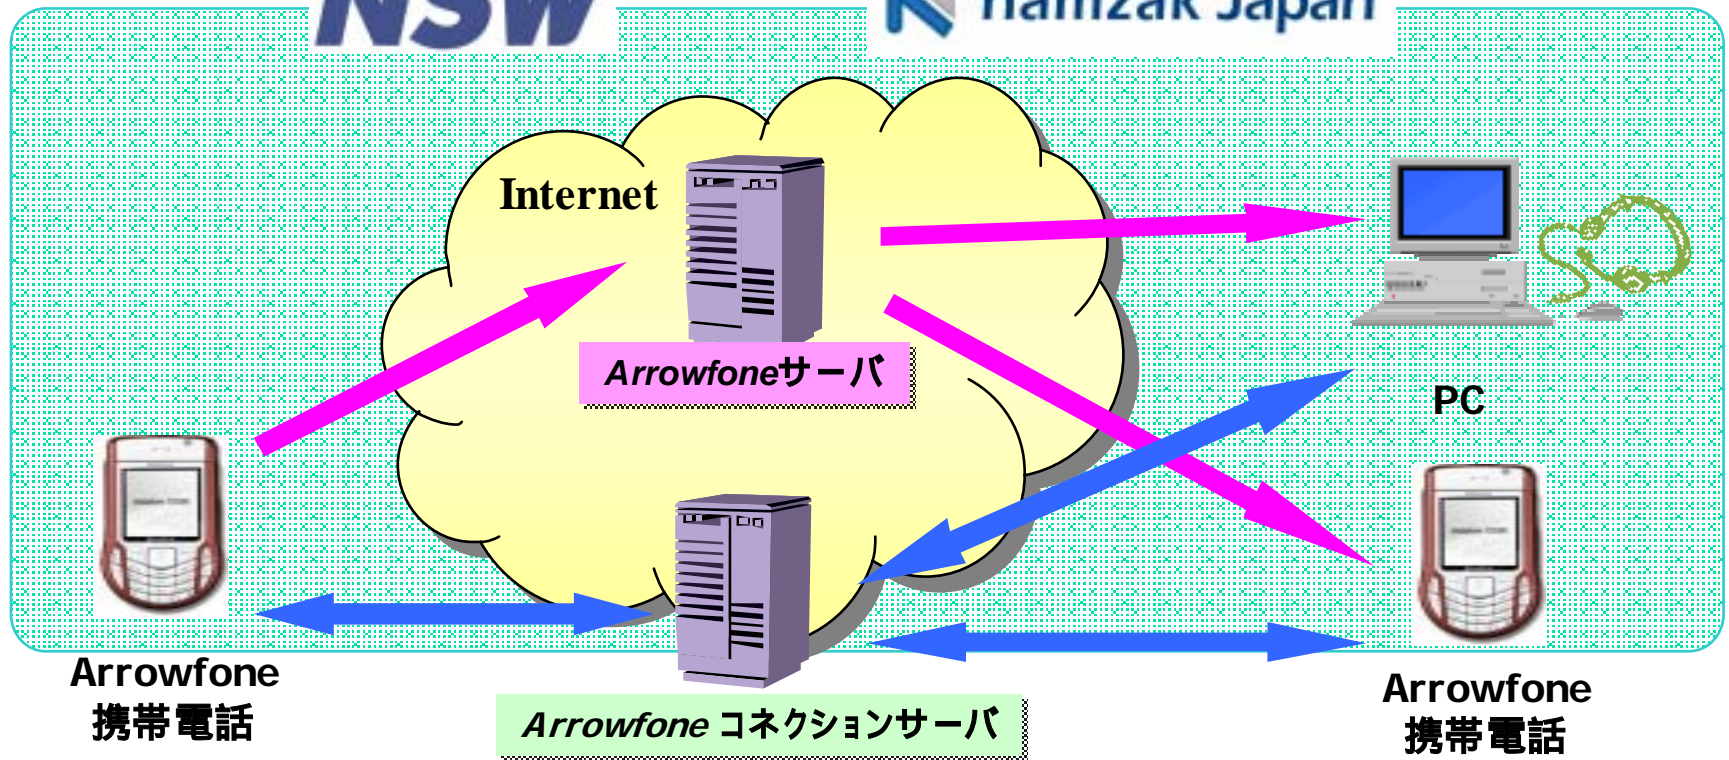 NSW
Hamzak Japan
Internet
Arrowfoneサーバ
PC
Arrowfone
携帯電話
Arrowfone コネクションサーバ
Arrowfone
携帯電話